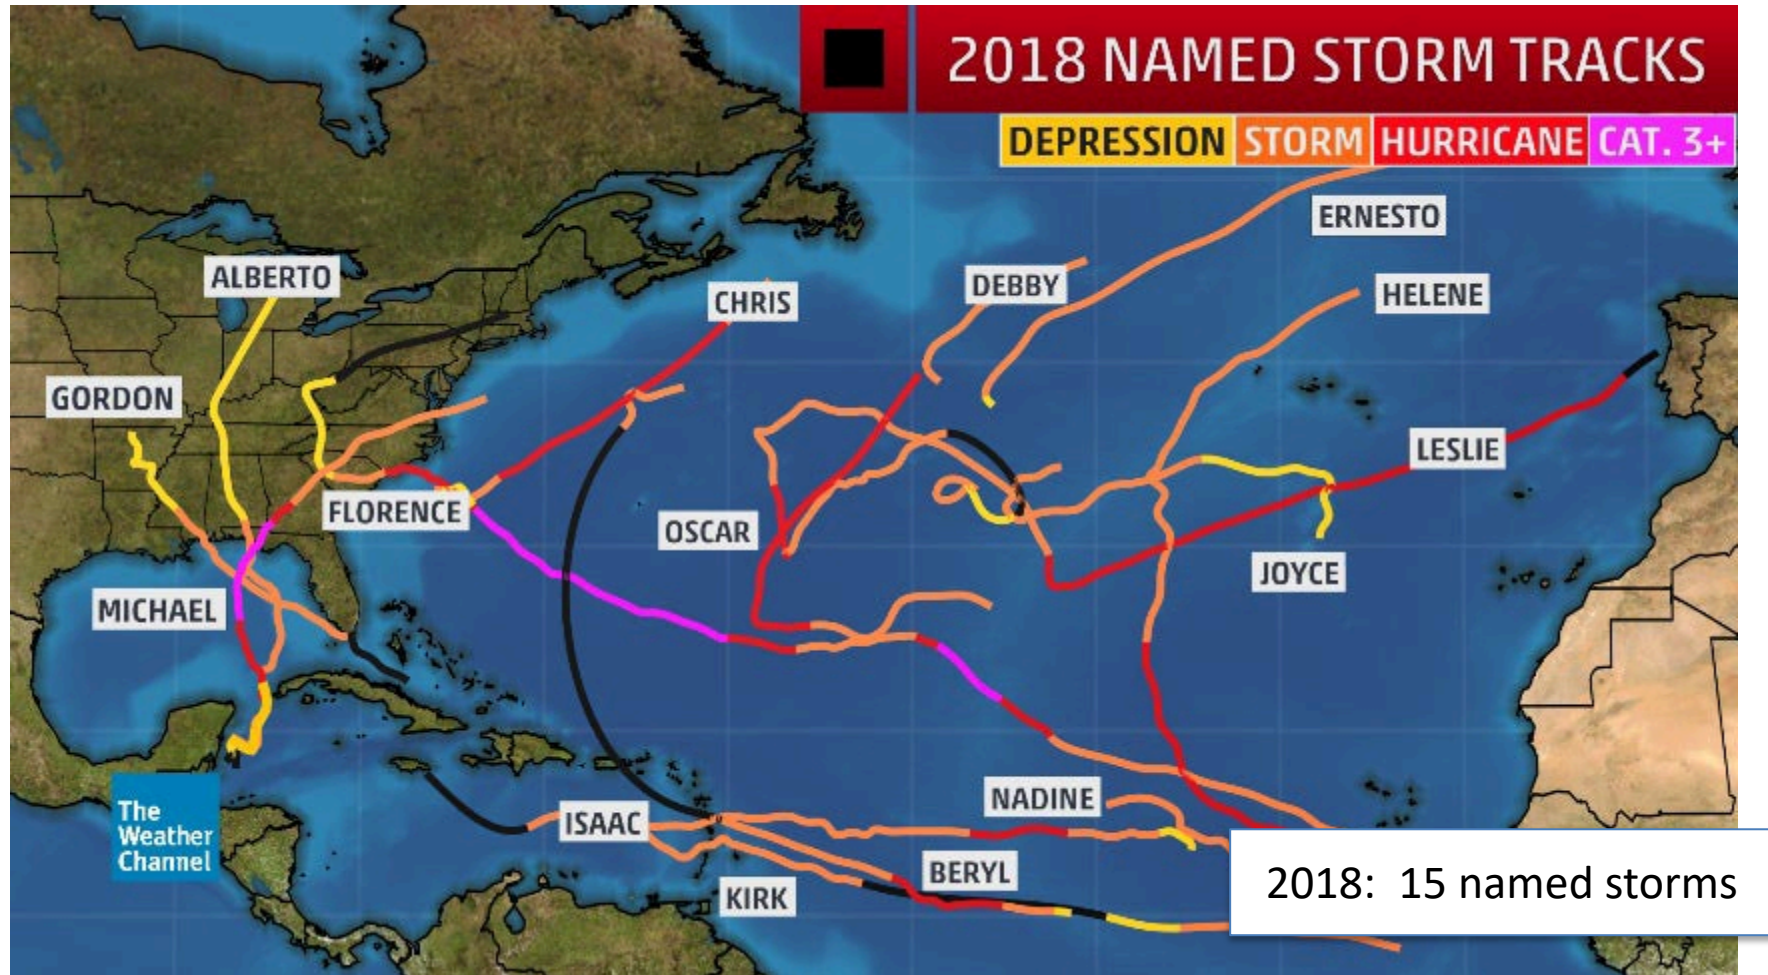 2018 NAMED STORM TRACKS
DEPRESSION STORM HURRICANE CAT. 3+
ERNESTO
ALBERTO
DEBBY
CHRIS
HELENE
GORDON
LESLIE
FLORENCE
OSCAR
JOYCE
MICHAEL
NADINE
The
Weather
Channel
ISAAC
BERYL
KIRK
2018: 15 named storms